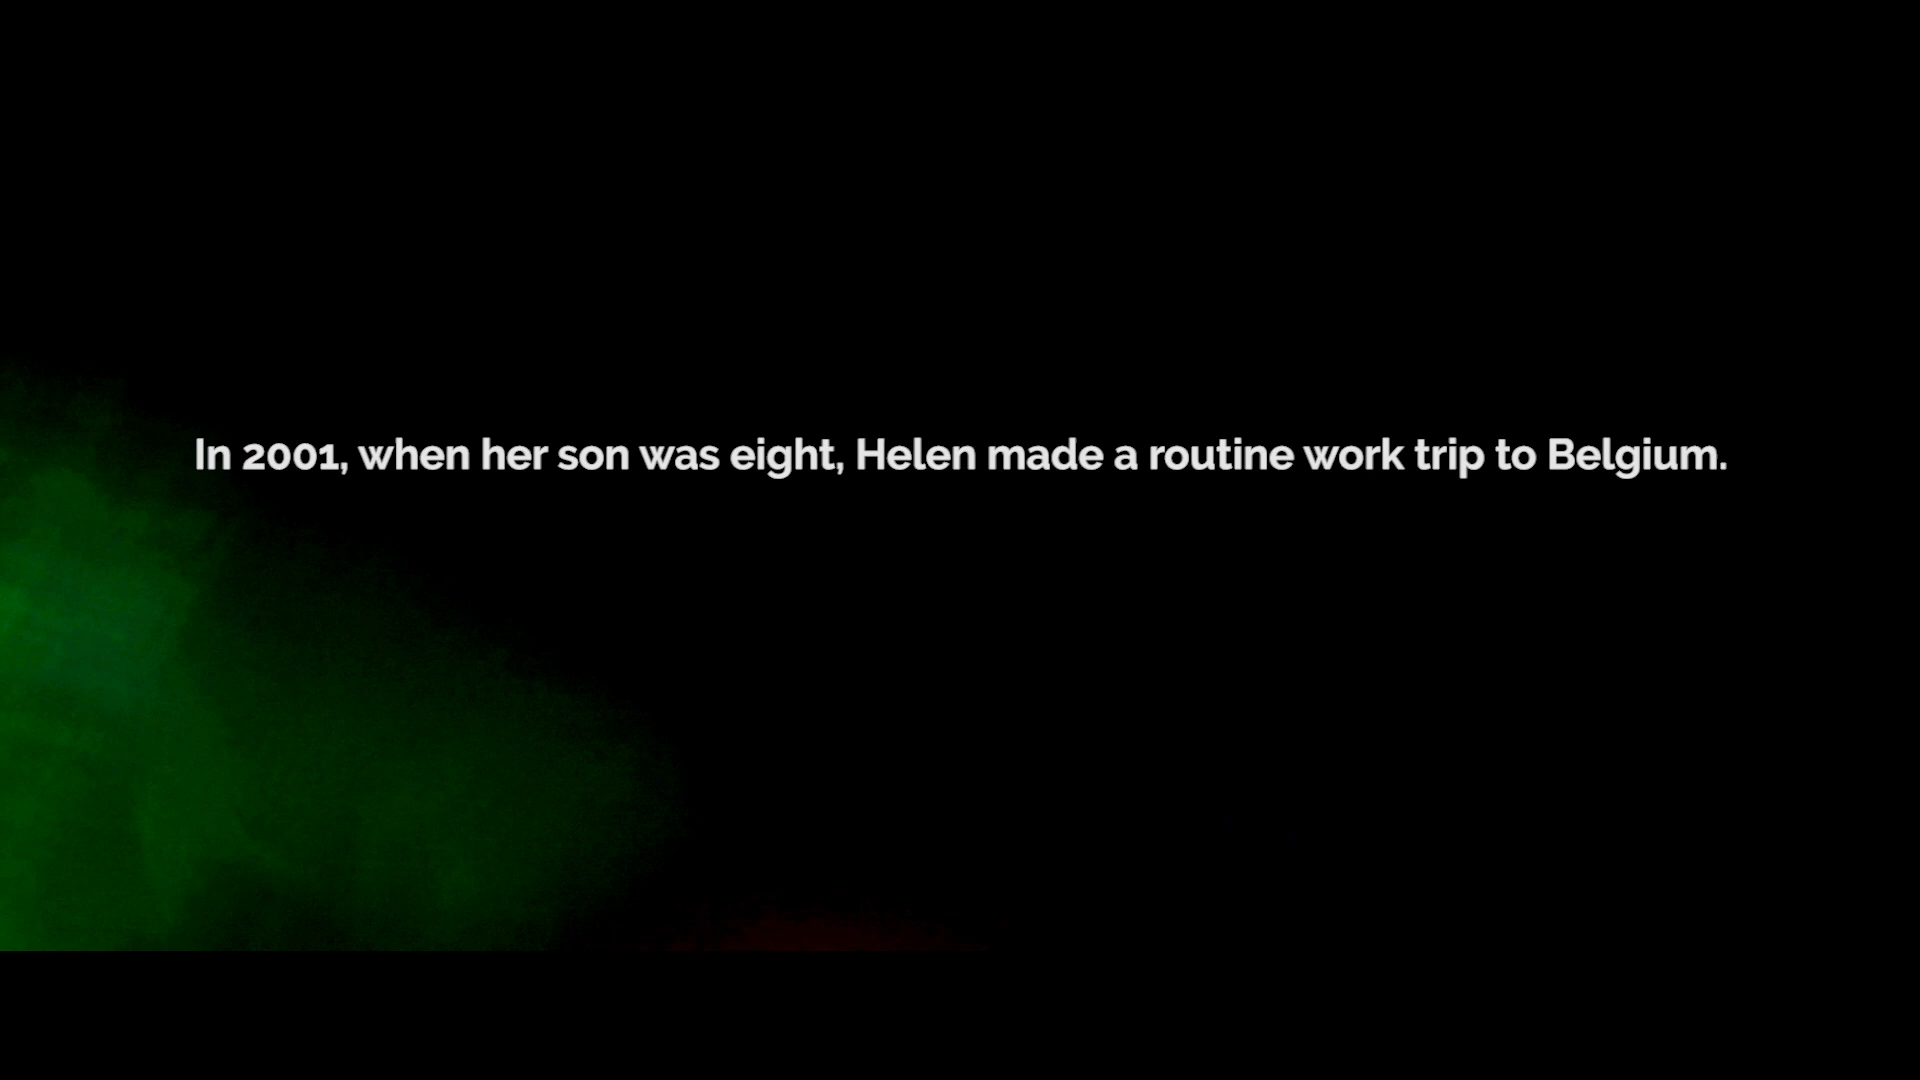 In 2001, when her son was eight, Helen made a routine work trip to Belgium.